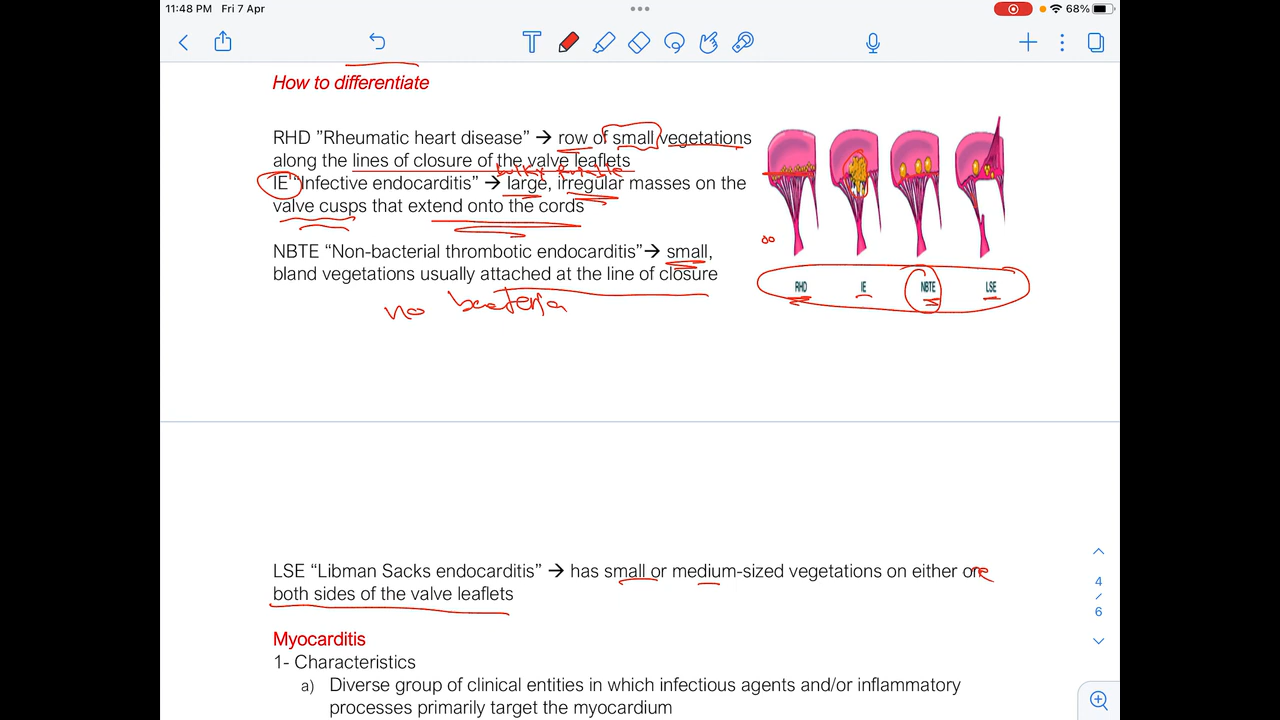 11:48 PM Fri 7 Apr
68%
How to differentiate
RHD "Rheumatic heart disease" → row of small vegetations
along the lines of closure of the valve leaflets
bulky friable
IE "Infective endocarditis" → large, irregular masses on the
valve cusps that extend onto the cords
NBTE “Non-bacterial thrombotic endocarditis”→ small,
bland vegetations usually attached at the line of closure
no bacteria
RHD IE NBTE LSE
LSE “Libman Sacks endocarditis” → has small or medium-sized vegetations on either one
both sides of the valve leaflets
Myocarditis
1- Characteristics
a) Diverse group of clinical entities in which infectious agents and/or inflammatory
processes primarily target the myocardium
4
/
6